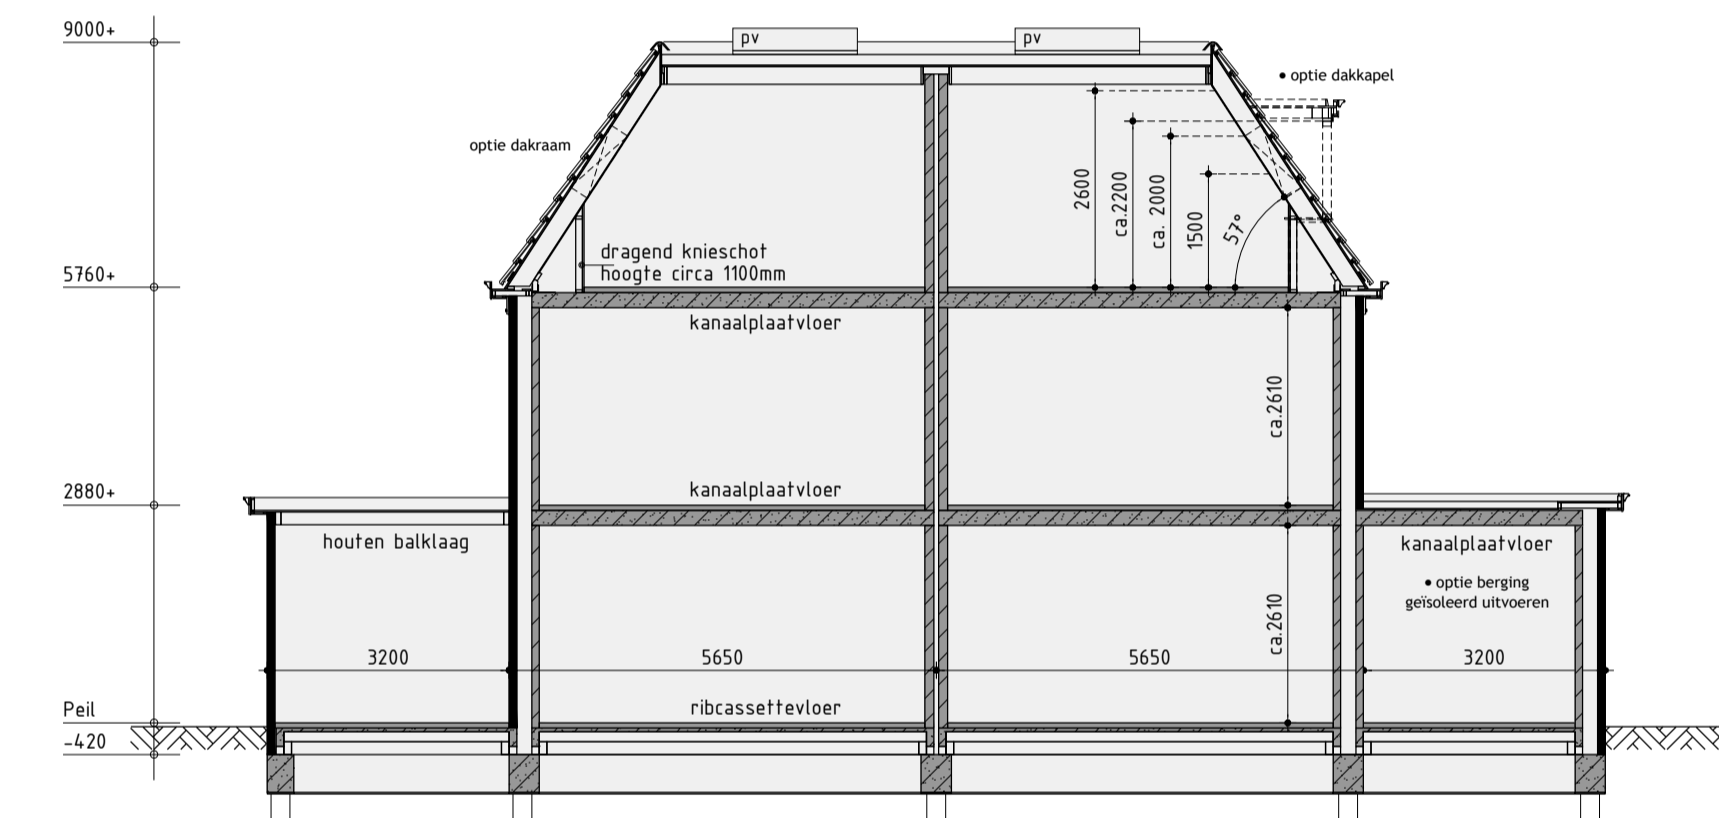 9000+
pv
pv
• optie dakkapel
optie dakraam
2600
ca.2200
ca. 2000
1500
57°
dragend knieschot
hoogte circa 1100mm
5760+
kanaalplaatvloer
ca.2610
2880+
kanaalplaatvloer
houten balklaag
kanaalplaatvloer
• optie berging
geïsoleerd uitvoeren
ca.2610
3200
5650
5650
3200
Peil
ribcassettevloer
-420